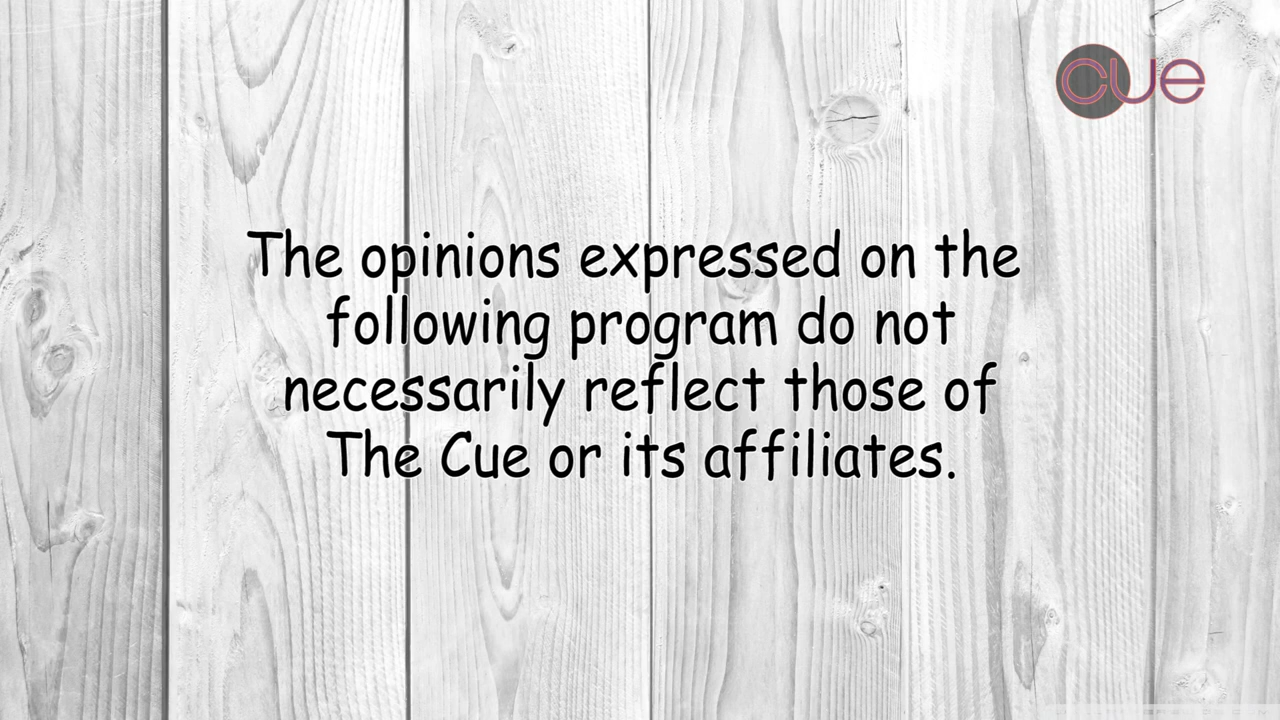 cue
The opinions expressed on the
following program do not
necessarily reflect those of
The Cue or its affiliates.